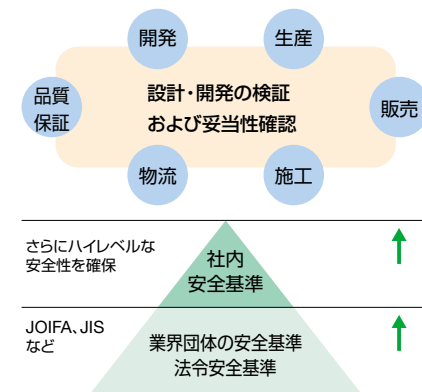 開発
生産
品質
保証
設計・開発の検証
および妥当性確認
販売
物流
施工
さらにハイレベルな
安全性を確保
社内
安全基準
JOIFA、JIS
など
業界団体の安全基準
法令安全基準